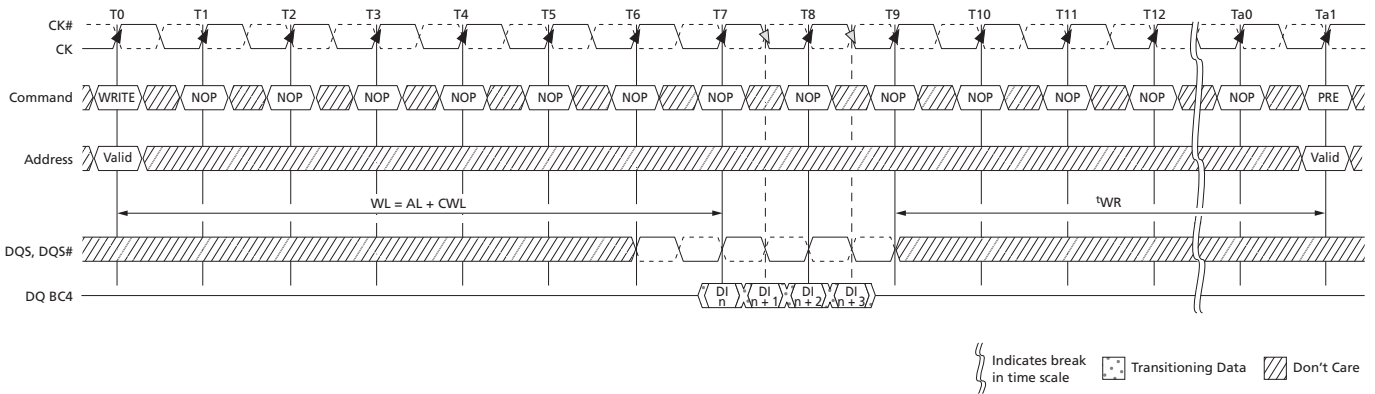 T0 T1 T2 T3 T4 T5 T6 T7 T8 T9 T10 T11 T12 Ta0 Ta1
CK#
CK
Command WRITE NOP NOP NOP NOP NOP NOP NOP NOP NOP NOP NOP NOP NOP PRE
Address Valid Valid
WL = AL + CWL tWR
DQS, DQS#
DQ BC4 DI n DI n + 1 DI n + 2 DI n + 3
Indicates break
in time scale
Transitioning Data
Don't Care